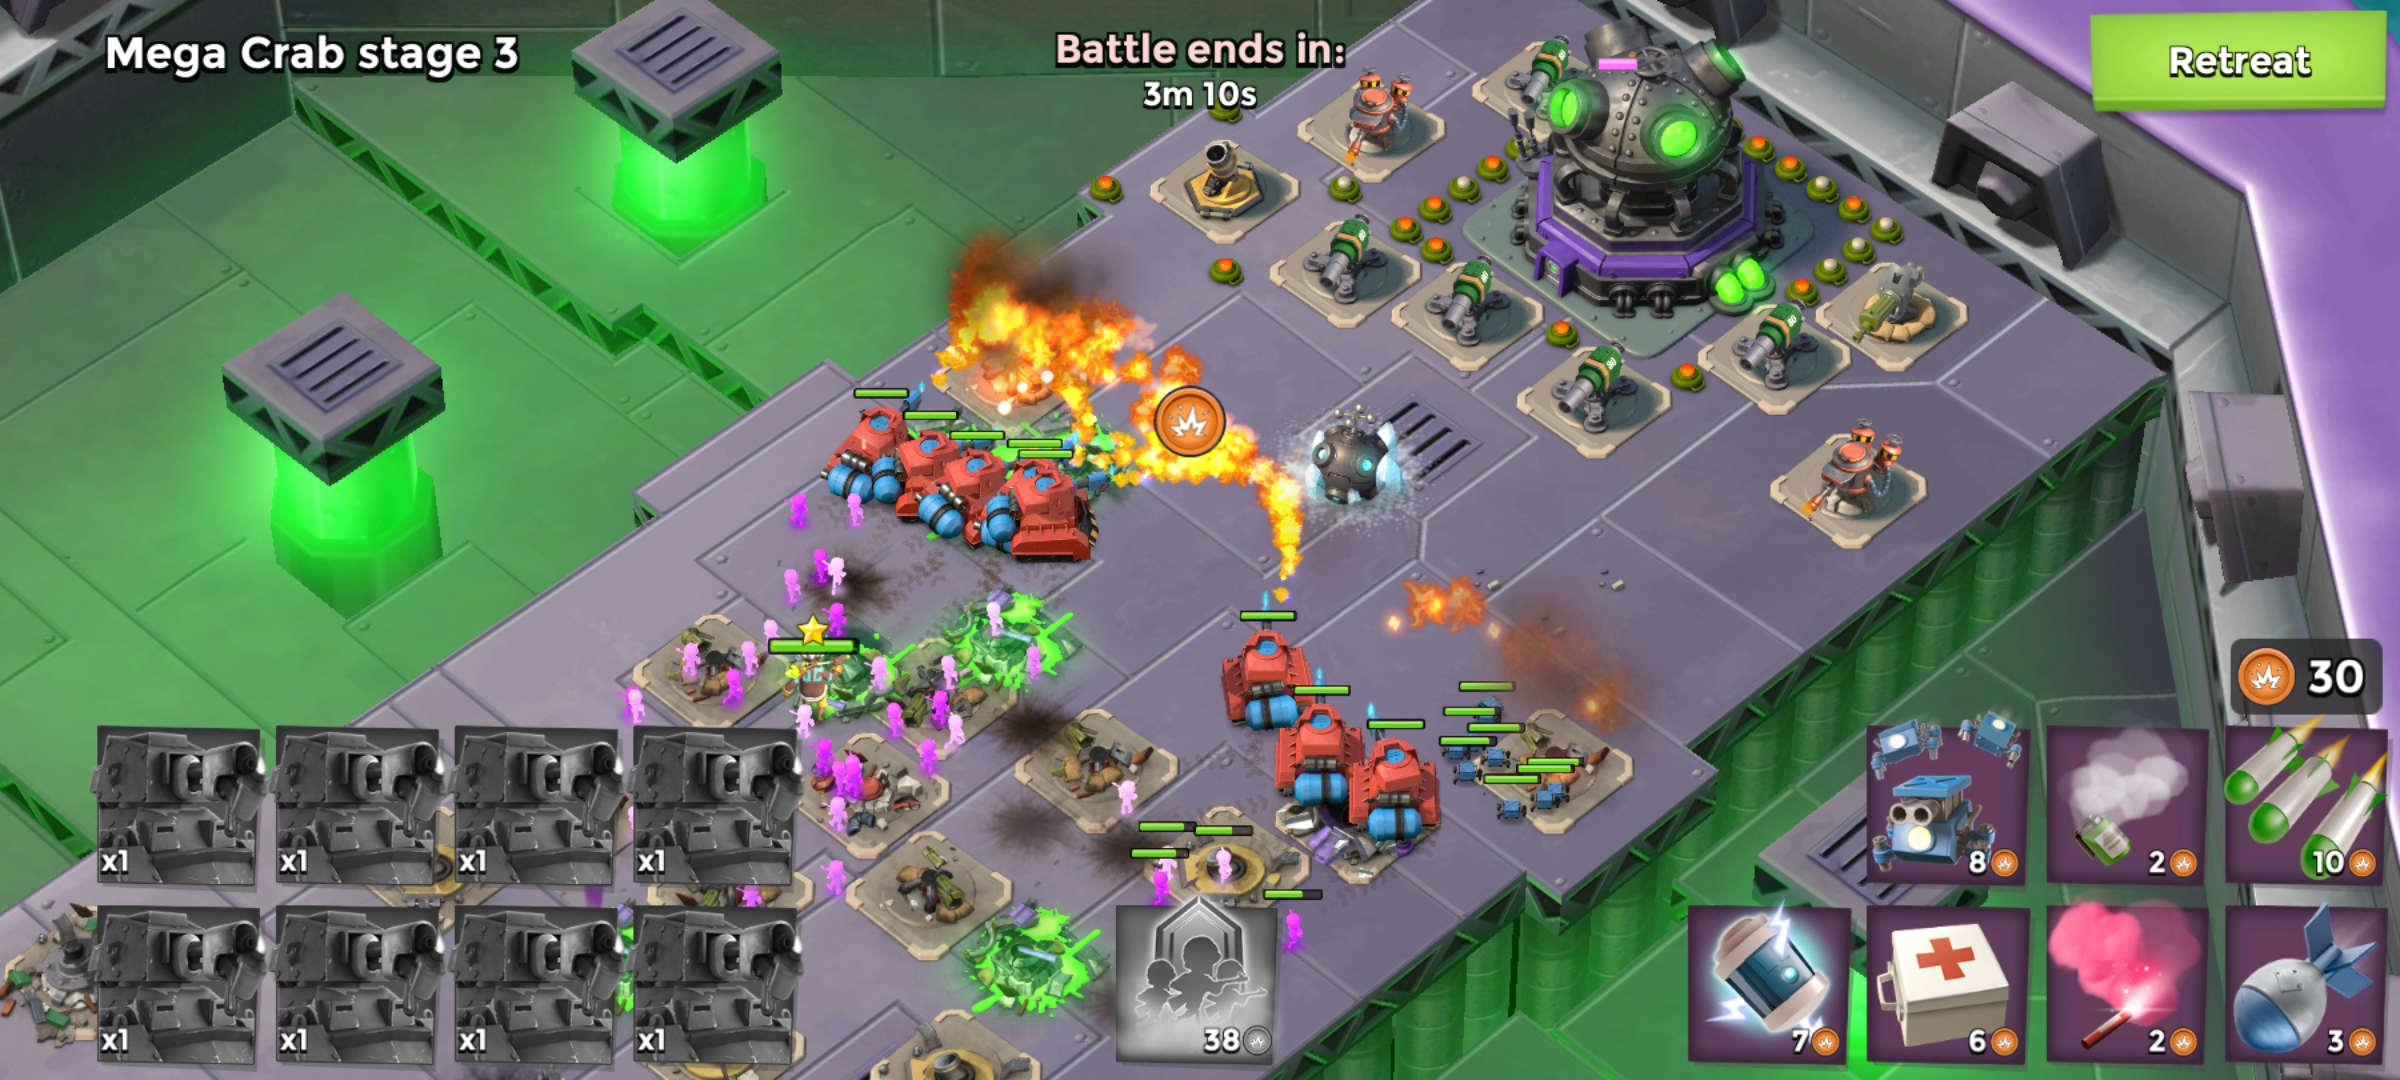 Mega Crab stage 3
Battle ends in:
3m 10s
Retreat
30
8
2
10
x1
x1
x1
x1
x1
x1
x1
x1
38
7
6
2
3